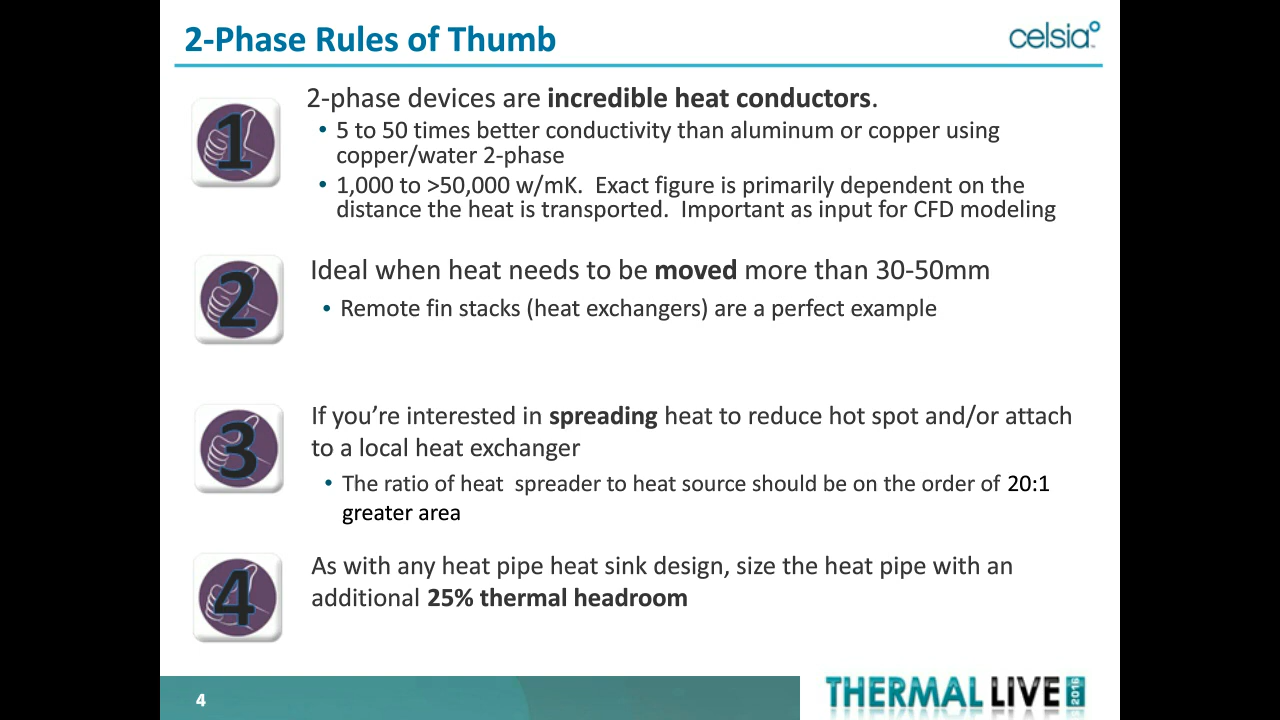 2-Phase Rules of Thumb
celsia
1
2-phase devices are incredible heat conductors.
• 5 to 50 times better conductivity than aluminum or copper using
copper/water 2-phase
• 1,000 to >50,000 w/mK.  Exact figure is primarily dependent on the
distance the heat is transported.  Important as input for CFD modeling
2
Ideal when heat needs to be moved more than 30-50mm
• Remote fin stacks (heat exchangers) are a perfect example
3
If you’re interested in spreading heat to reduce hot spot and/or attach
to a local heat exchanger
• The ratio of heat  spreader to heat source should be on the order of 20:1
greater area
4
As with any heat pipe heat sink design, size the heat pipe with an
additional 25% thermal headroom
4
THERMAL LIVE 2016